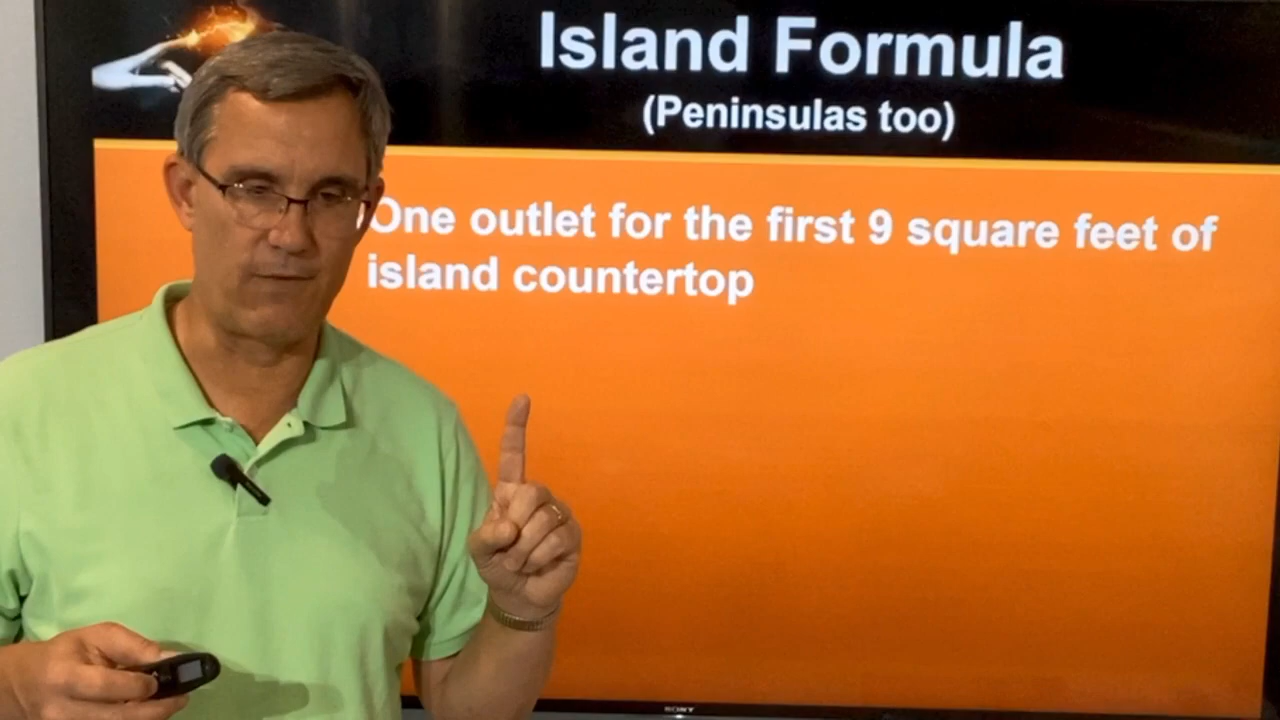 Island Formula
(Peninsulas too)
One outlet for the first 9 square feet of
island countertop
SONY